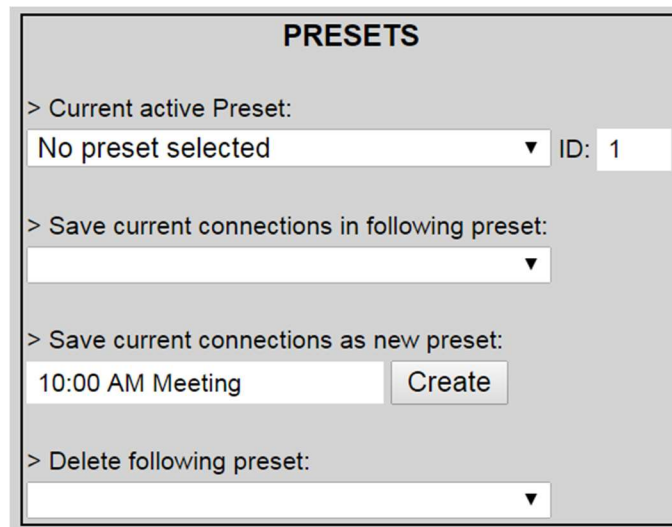 PRESETS
> Current active Preset:
No preset selected ▼ ID: 1
> Save current connections in following preset:
▼
> Save current connections as new preset:
10:00 AM Meeting Create
> Delete following preset:
▼